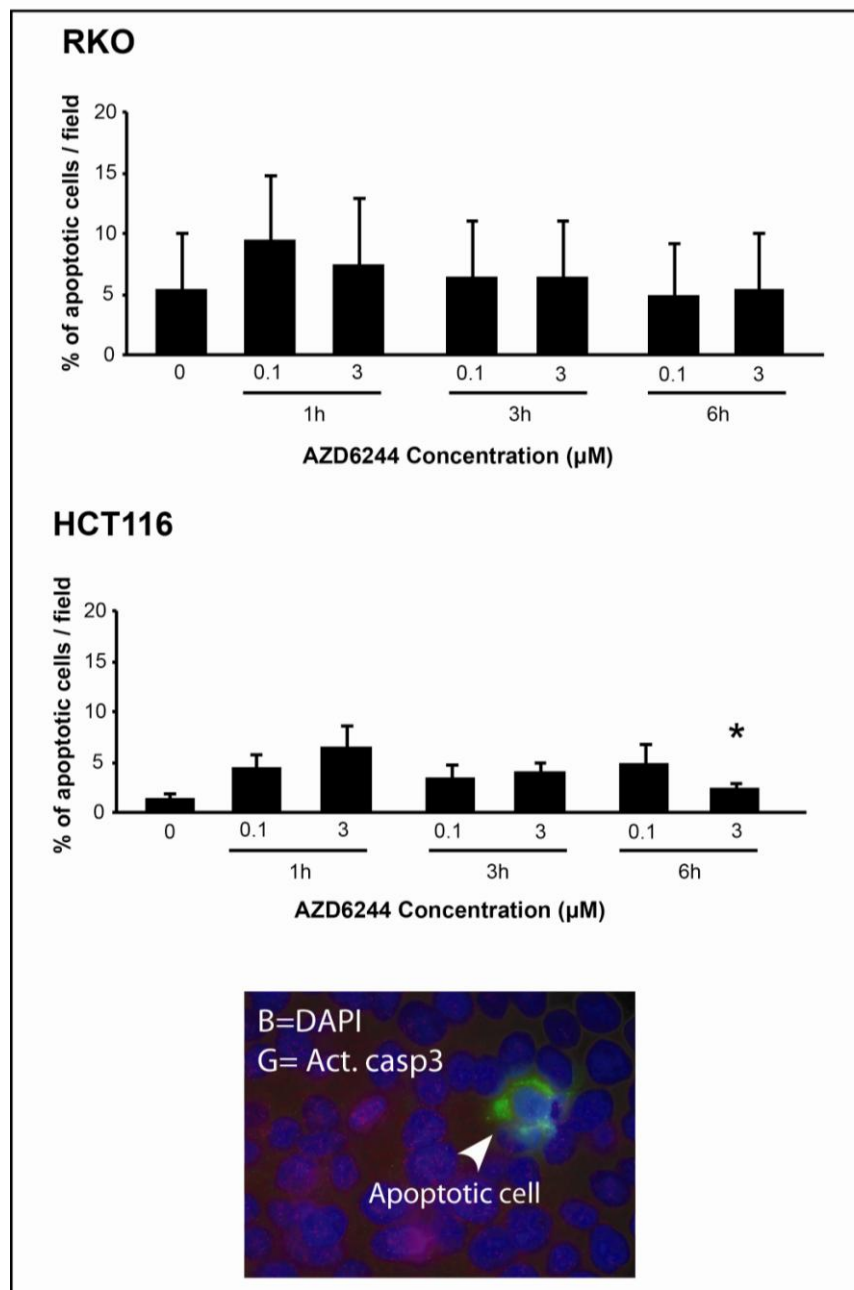 RKO
% of apoptotic cells / field
20
15
10
5
0
0 0.1 3 0.1 3 0.1 3
1h 3h 6h
AZD6244 Concentration (µM)
HCT116
% of apoptotic cells / field
20
15
10
5
0
*
0 0.1 3 0.1 3 0.1 3
1h 3h 6h
AZD6244 Concentration (µM)
B=DAPI
G= Act. casp3
Apoptotic cell